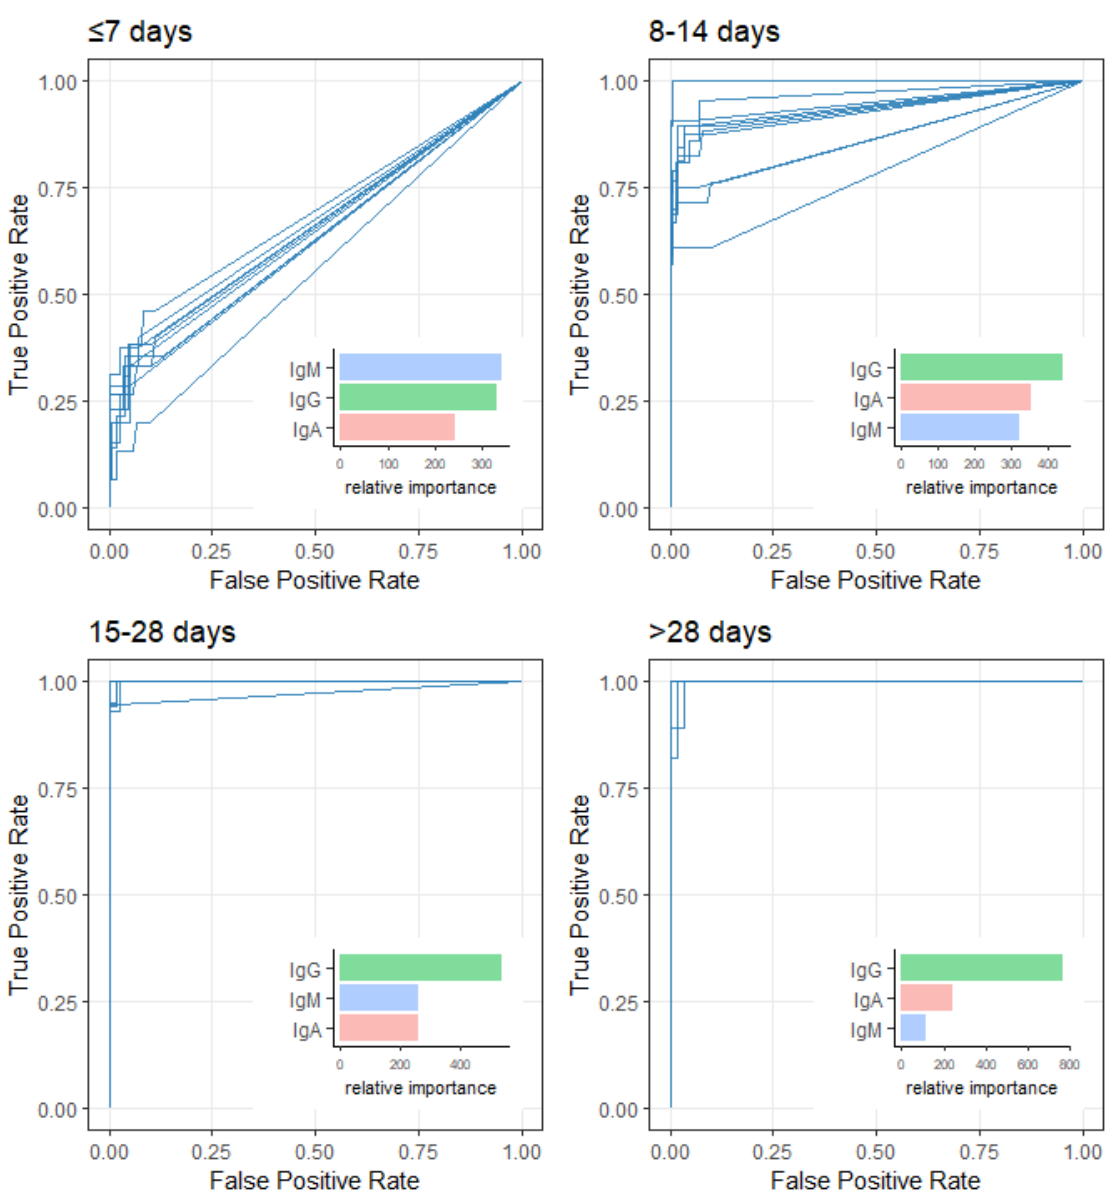 ≤7 days
1.00
0.75
0.50
0.25
0.00
True Positive Rate
IgM
IgG
IgA
0 100 200 300
relative importance
0.00 0.25 0.50 0.75 1.00
False Positive Rate
8-14 days
1.00
0.75
0.50
0.25
0.00
True Positive Rate
IgG
IgA
IgM
0 100 200 300 400
relative importance
0.00 0.25 0.50 0.75 1.00
False Positive Rate
15-28 days
1.00
0.75
0.50
0.25
0.00
True Positive Rate
IgG
IgM
IgA
0 200 400
relative importance
0.00 0.25 0.50 0.75 1.00
False Positive Rate
>28 days
1.00
0.75
0.50
0.25
0.00
True Positive Rate
IgG
IgA
IgM
0 200 400 600 800
relative importance
0.00 0.25 0.50 0.75 1.00
False Positive Rate